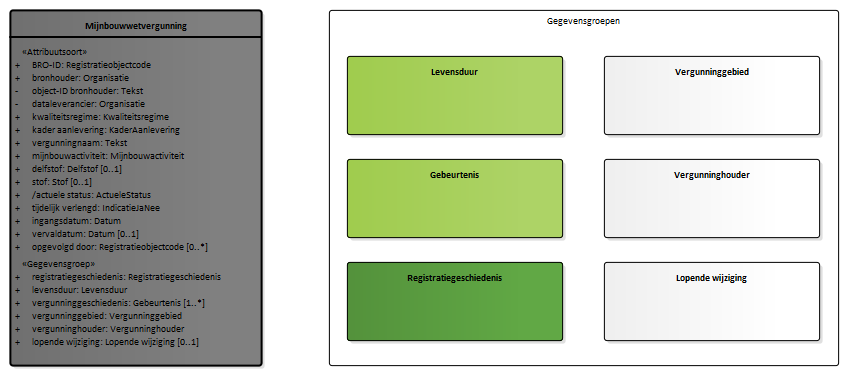 Mijnbouwwetvergunning
«Attribuutsoort»
+ BRO-ID: Registratieobjectcode
+ bronhouder: Organisatie
- object-ID bronhouder: Tekst
- dataleverancier: Organisatie
+ kwaliteitsregime: Kwaliteitsregime
+ kader aanlevering: KaderAanlevering
+ vergunningnaam: Tekst
+ mijnbouwactiviteit: Mijnbouwactiviteit
+ delfstof: Delfstof [0..1]
+ stof: Stof [0..1]
+ /actuele status: ActueleStatus
+ tijdelijk verlengd: IndicatieJaNee
+ ingangsdatum: Datum
+ vervaldatum: Datum [0..1]
+ opgevolgd door: Registratieobjectcode [0..*]
«Gegevensgroep»
+ registratiegeschiedenis: Registratiegeschiedenis
+ levensduur: Levensduur
+ vergunninggeschiedenis: Gebeurtenis [1..*]
+ vergunninggebied: Vergunninggebied
+ vergunninghouder: Vergunninghouder
+ lopende wijziging: Lopende wijziging [0..1]
Gegevensgroepen
Levensduur
Vergunninggebied
Gebeurtenis
Vergunninghouder
Registratiegeschiedenis
Lopende wijziging